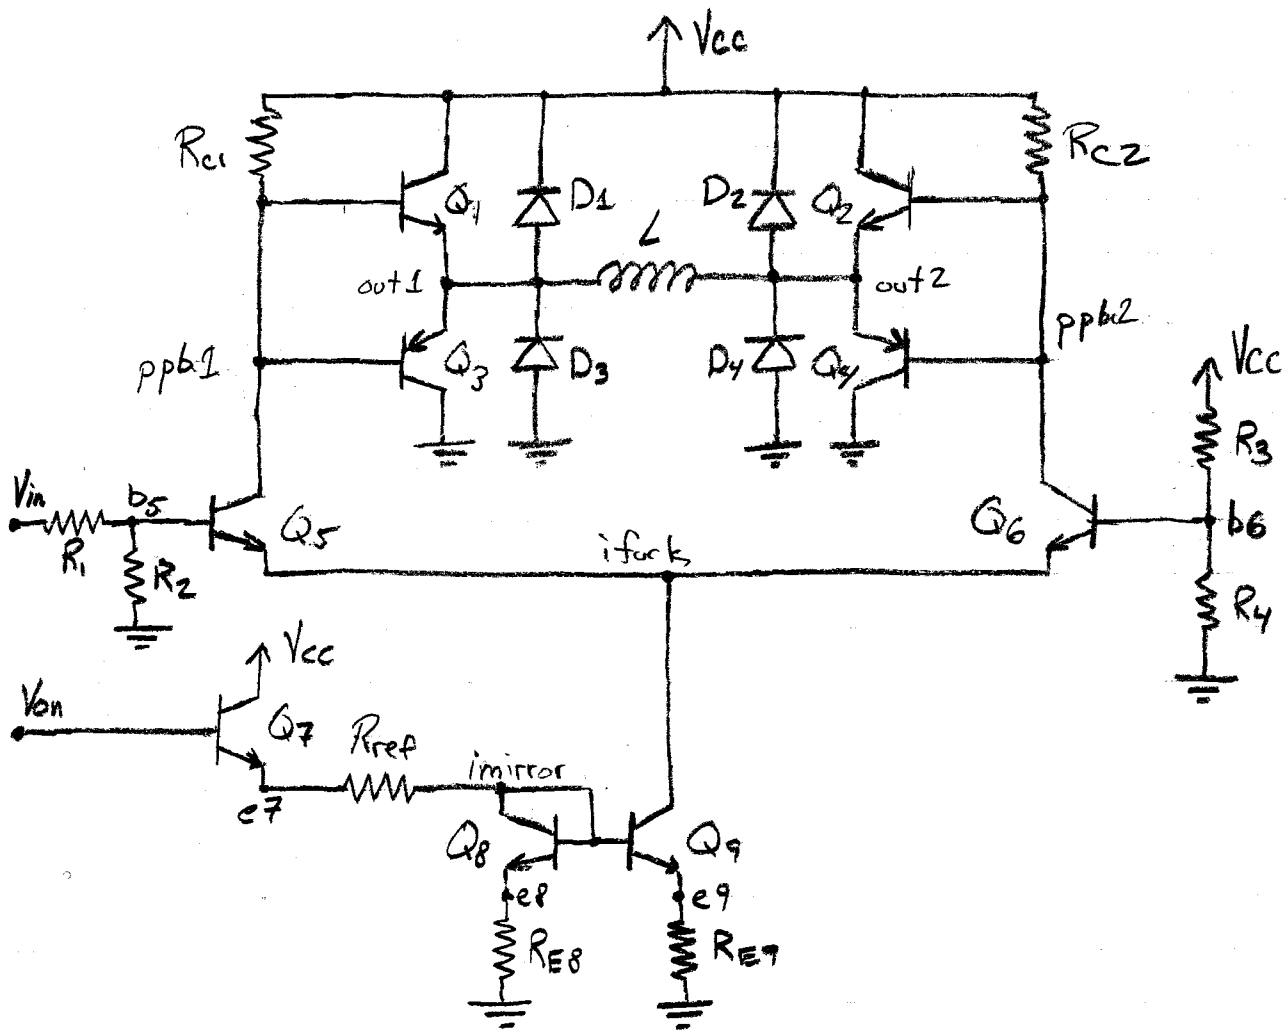 Vcc
Rc1
Q1
D1
D2
Q2
Rc2
L
out1
out2
ppb1
Q3
D3
D4
Q4
ppb2
Vcc
R3
Vin
b5
R1
R2
Q5
ifork
Q6
b6
R4
Vcc
Von
Q7
Rref
imirror
e7
Q8
Q9
e8
e9
RE8
RE9